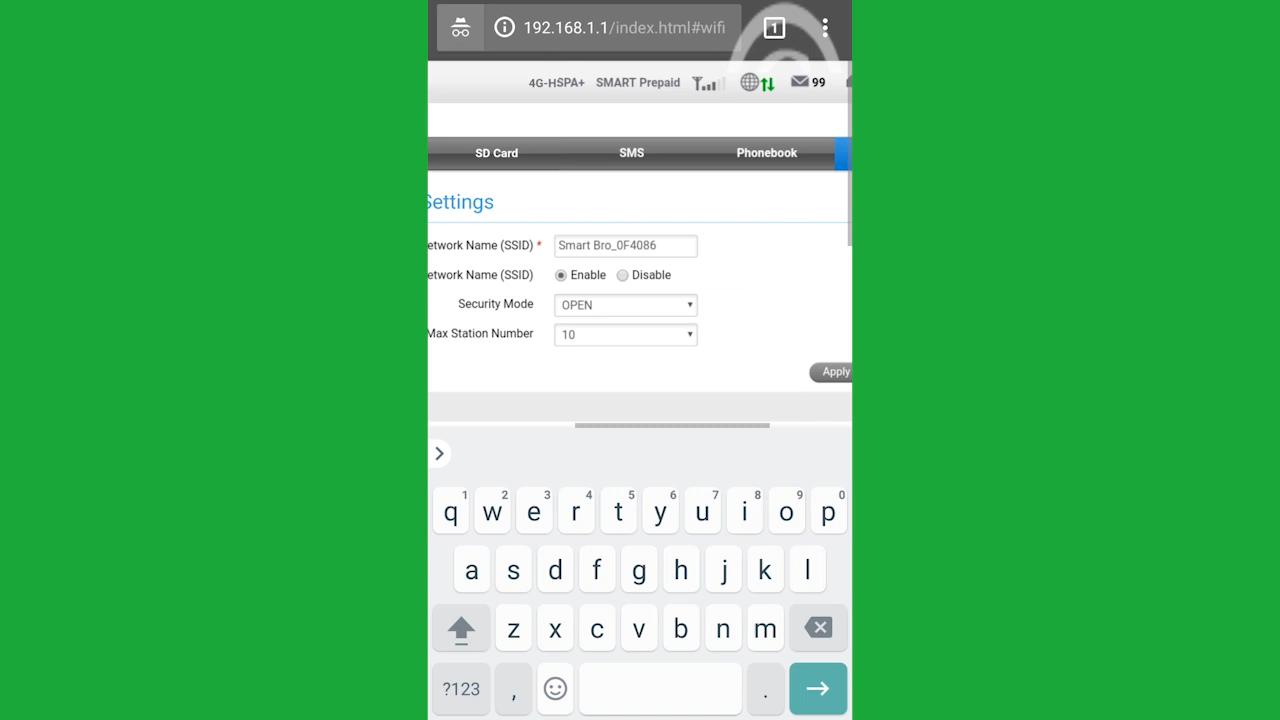 192.168.1.1/index.html#wifi 1
4G-HSPA+ SMART Prepaid 99
SD Card SMS Phonebook
Settings
etwork Name (SSID) * Smart Bro_0F4086
etwork Name (SSID) Enable Disable
Security Mode OPEN
Max Station Number 10
Apply
1 2 3 4 5 6 7 8 9 0
q w e r t y u i o p
a s d f g h j k l
z x c v b n m
?123 , .